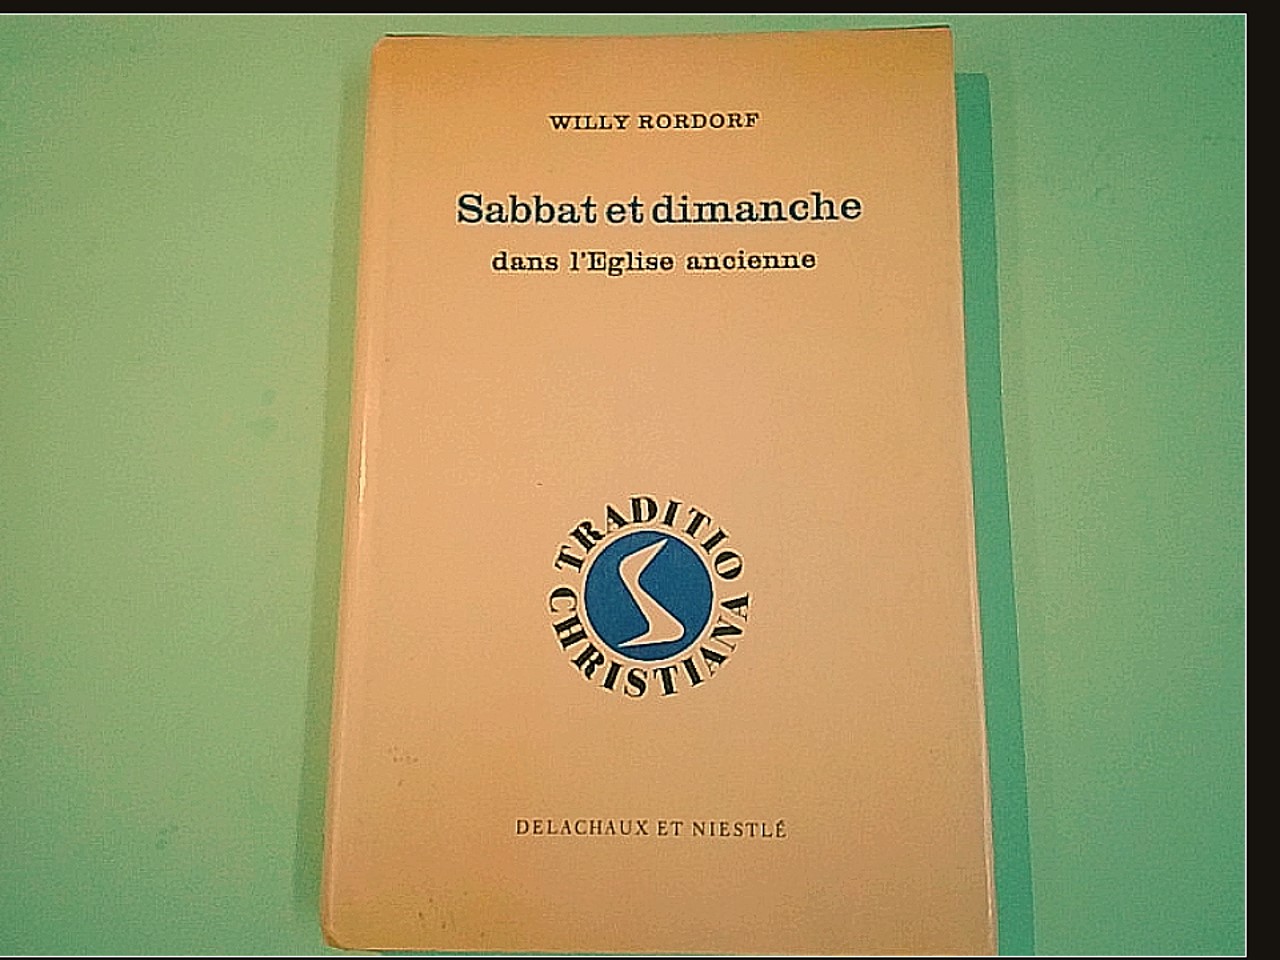 WILLY RORDORF
Sabbat et dimanche
dans l'Eglise ancienne
TRADITIO
CHRISTIANA
DELACHAUX ET NIESTLÉ